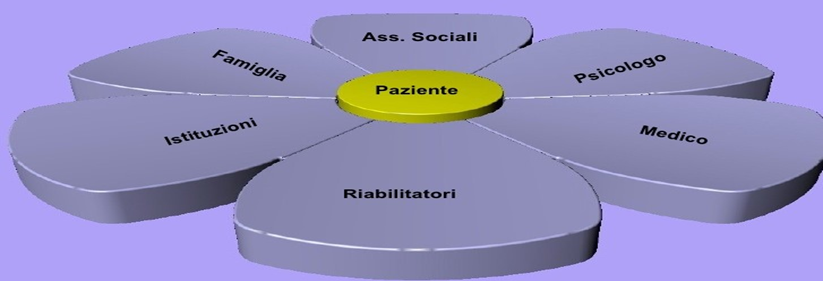 Ass. Sociali
Famiglia
Psicologo
Paziente
Istituzioni
Medico
Riabilitatori